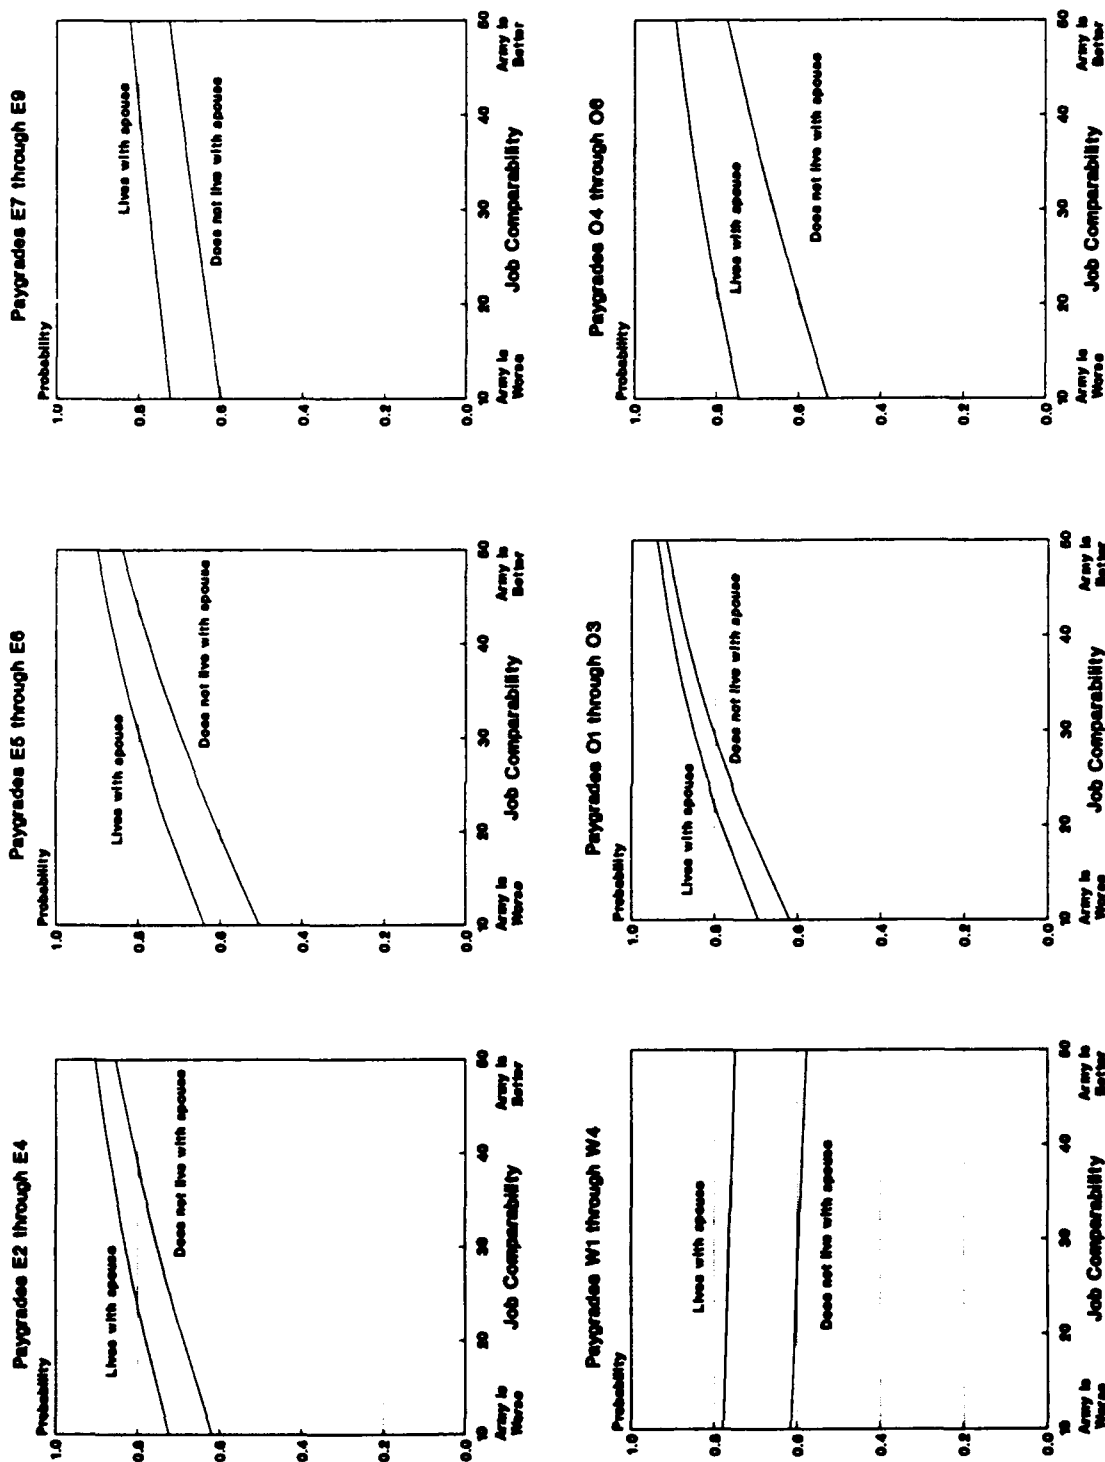 Paygrades E2 through E4
Probability
1.0
0.8
0.6
0.4
0.2
0.0
Lives with spouse
Does not live with spouse
10 20 30 40 50
Army is Worse
Job Comparability
Army is Better
Paygrades E5 through E6
Probability
1.0
0.8
0.6
0.4
0.2
0.0
Lives with spouse
Does not live with spouse
10 20 30 40 50
Army is Worse
Job Comparability
Army is Better
Paygrades E7 through E9
Probability
1.0
0.8
0.6
0.4
0.2
0.0
Lives with spouse
Does not live with spouse
10 20 30 40 50
Army is Worse
Job Comparability
Army is Better
Paygrades W1 through W4
Probability
1.0
0.8
0.6
0.4
0.2
0.0
Lives with spouse
Does not live with spouse
10 20 30 40 50
Army is Worse
Job Comparability
Army is Better
Paygrades O1 through O3
Probability
1.0
0.8
0.6
0.4
0.2
0.0
Lives with spouse
Does not live with spouse
10 20 30 40 50
Army is Worse
Job Comparability
Army is Better
Paygrades O4 through O6
Probability
1.0
0.8
0.6
0.4
0.2
0.0
Lives with spouse
Does not live with spouse
10 20 30 40 50
Army is Worse
Job Comparability
Army is Better